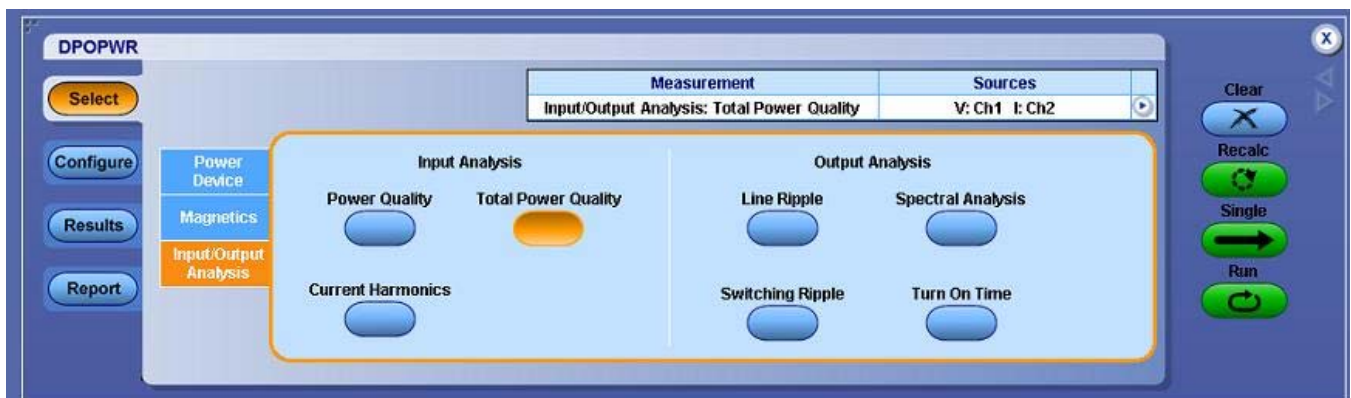 DPOPWR
Select
Configure
Results
Report
Measurement Sources
Input/Output Analysis: Total Power Quality V: Ch1 I: Ch2
Power
Device
Magnetics
Input/Output
Analysis
Input Analysis
Power Quality Total Power Quality
Current Harmonics
Output Analysis
Line Ripple Spectral Analysis
Switching Ripple Turn On Time
X
Clear
Recalc
Single
Run